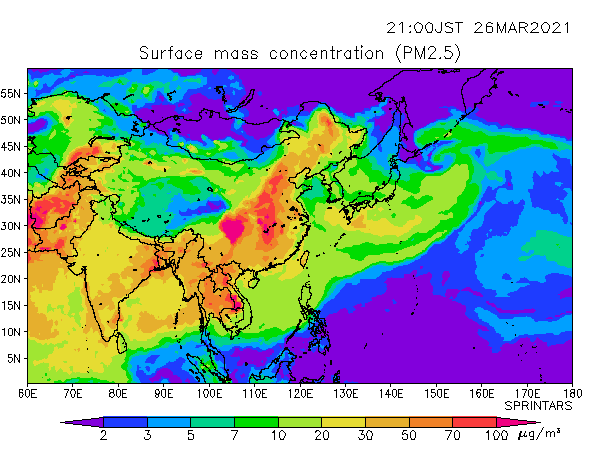 21:00JST 26MAR2021
Surface mass concentration (PM2.5)
55N
50N
45N
40N
35N
30N
25N
20N
15N
10N
5N
60E 70E 80E 90E 100E 110E 120E 130E 140E 150E 160E 170E 180
SPRINTARS
2 3 5 7 10 20 30 50 70 100 μg/m³